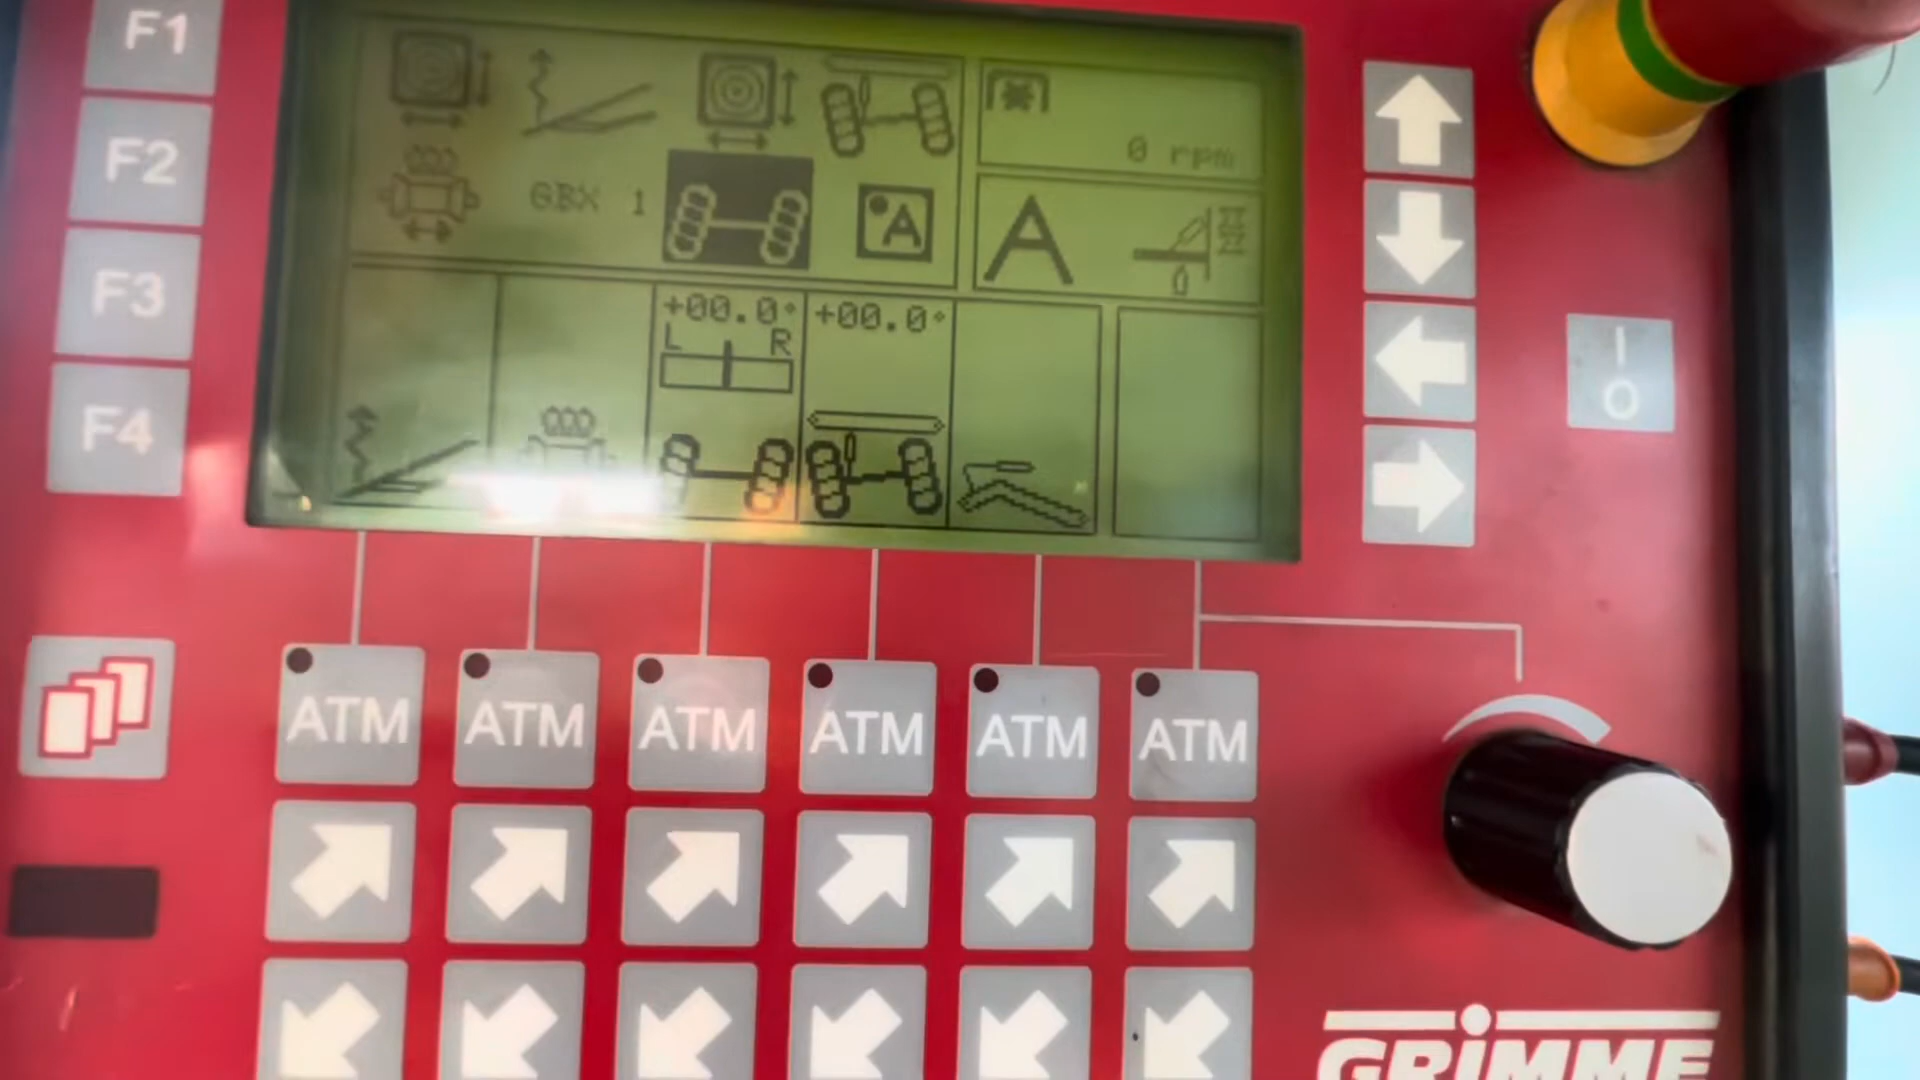 F1
F2
F3
F4
0 rpm
GBX 1
A
A
+00.0°
+00.0°
L R
I
O
ATM
ATM
ATM
ATM
ATM
ATM
GRiMME